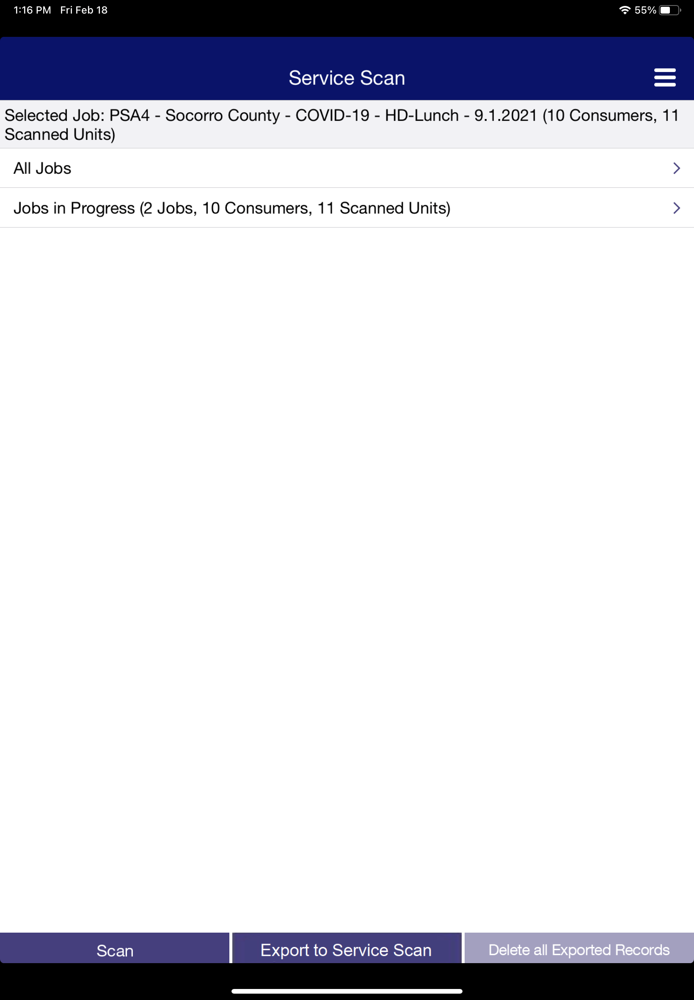 1:16 PM Fri Feb 18 55%
Service Scan
Selected Job: PSA4 - Socorro County - COVID-19 - HD-Lunch - 9.1.2021 (10 Consumers, 11
Scanned Units)
All Jobs
Jobs in Progress (2 Jobs, 10 Consumers, 11 Scanned Units)
Scan Export to Service Scan Delete all Exported Records